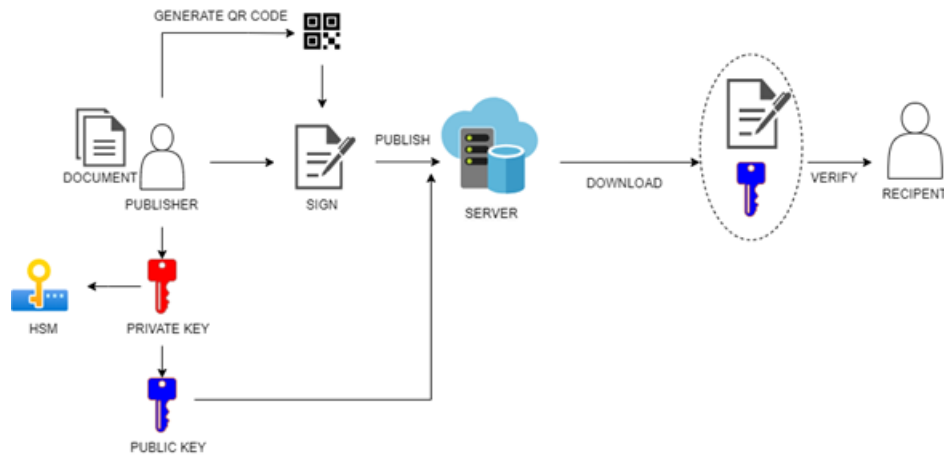 GENERATE QR CODE
PUBLISH
DOCUMENT
PUBLISHER
SIGN
SERVER
DOWNLOAD
VERIFY
RECIPENT
HSM
PRIVATE KEY
PUBLIC KEY